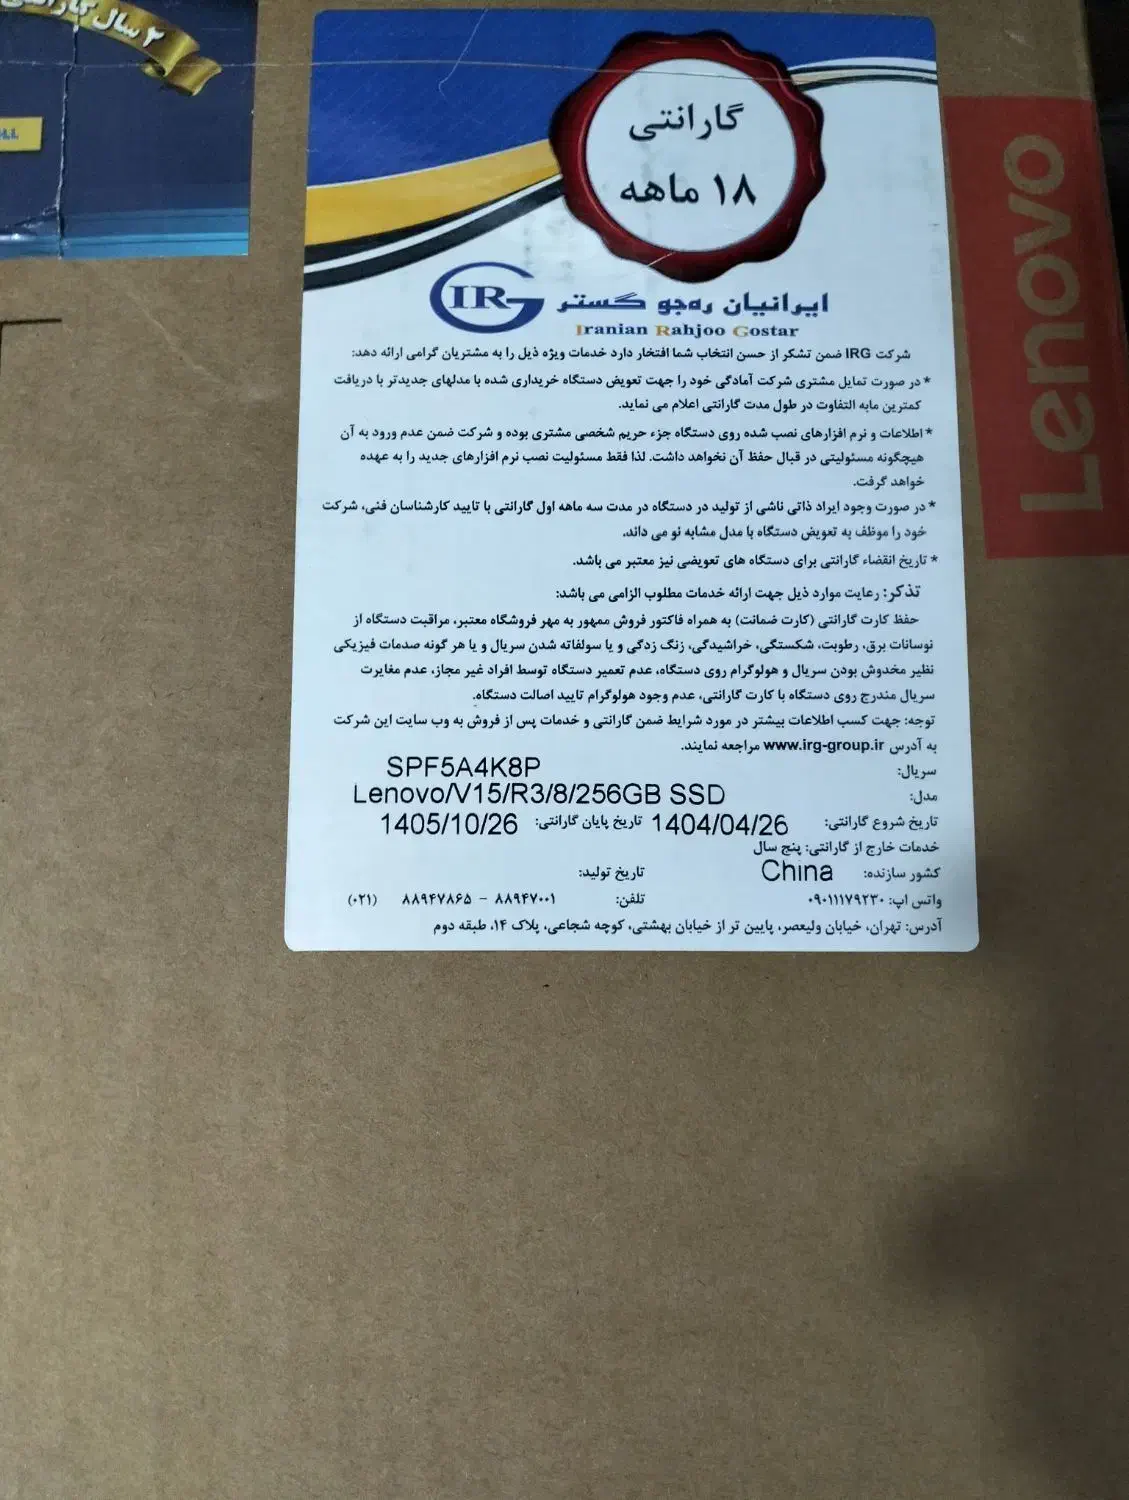 ۲ سال گارانتی
گارانتی
۱۸ ماهه
IRG
ایرانیان ره‌جو گستر
Iranian Rahjoo Gostar
Lenovo
شرکت IRG ضمن تشکر از حسن انتخاب شما افتخار دارد خدمات ویژه ذیل را به مشتریان گرامی ارائه دهد:
* در صورت تمایل مشتری شرکت آمادگی خود را جهت تعویض دستگاه خریداری شده با مدلهای جدیدتر با دریافت
کمترین مابه التفاوت در طول مدت گارانتی اعلام می نماید.
* اطلاعات و نرم افزارهای نصب شده روی دستگاه جزء حریم شخصی مشتری بوده و شرکت ضمن عدم ورود به آن
هیچگونه مسئولیتی در قبال حفظ آن نخواهد داشت. لذا فقط مسئولیت نصب نرم افزارهای جدید را به عهده
خواهد گرفت.
* در صورت وجود ایراد ذاتی ناشی از تولید در دستگاه در مدت سه ماهه اول گارانتی با تایید کارشناسان فنی، شرکت
خود را موظف به تعویض دستگاه با مدل مشابه نو می داند.
* تاریخ انقضاء گارانتی برای دستگاه های تعویضی نیز معتبر می باشد.
تذکر: رعایت موارد ذیل جهت ارائه خدمات مطلوب الزامی می باشد:
حفظ کارت گارانتی (کارت ضمانت) به همراه فاکتور فروش ممهور به مهر فروشگاه معتبر، مراقبت دستگاه از
نوسانات برق، رطوبت، شکستگی، خراشیدگی، زنگ زدگی و یا سولفاته شدن سریال و یا هر گونه صدمات فیزیکی
نظیر مخدوش بودن سریال و هولوگرام روی دستگاه، عدم تعمیر دستگاه توسط افراد غیر مجاز، عدم مغایرت
سریال مندرج روی دستگاه با کارت گارانتی، عدم وجود هولوگرام تایید اصالت دستگاه.
توجه: جهت کسب اطلاعات بیشتر در مورد شرایط ضمن گارانتی و خدمات پس از فروش به وب سایت این شرکت
به آدرس www.irg-group.ir مراجعه نمایند.
سریال: SPF5A4K8P
مدل: Lenovo/V15/R3/8/256GB SSD
تاریخ شروع گارانتی: 1404/04/26 تاریخ پایان گارانتی: 1405/10/26
خدمات خارج از گارانتی: پنج سال
کشور سازنده: China تاریخ تولید:
واتس اپ: ۰۹۰۱۱۱۷۹۲۳۰ تلفن: ۸۸۹۴۷۰۰۱ - ۸۸۹۴۷۸۶۵ (۰۲۱)
آدرس: تهران، خیابان ولیعصر، پایین تر از خیابان بهشتی، کوچه شجاعی، پلاک ۱۴، طبقه دوم